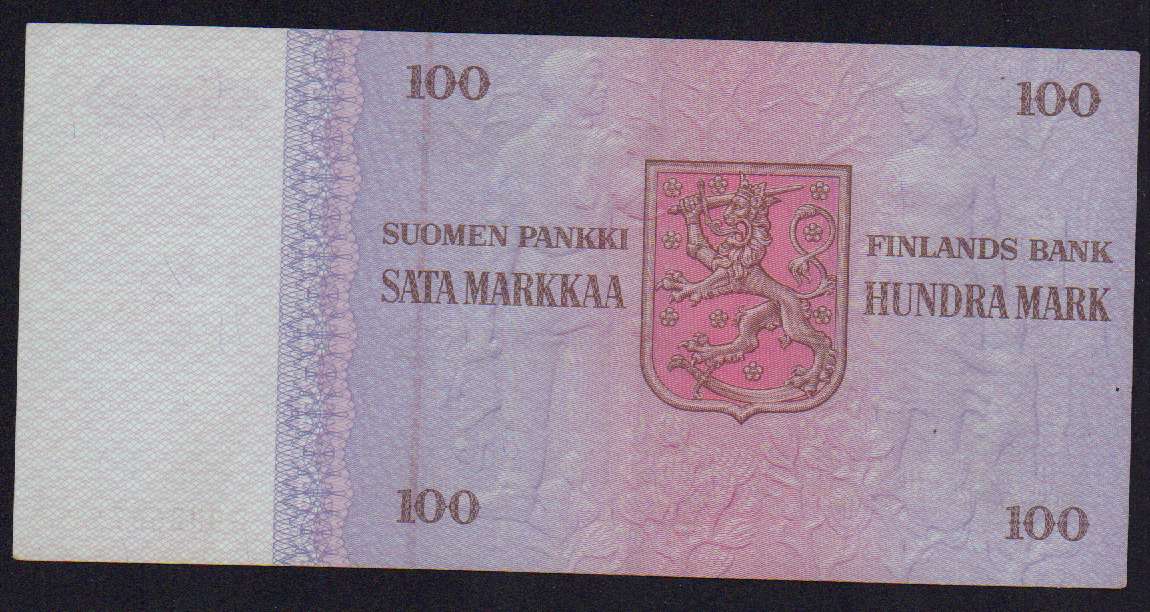 100
100
SUOMEN PANKKI
SATA MARKKAA
FINLANDS BANK
HUNDRA MARK
100
100